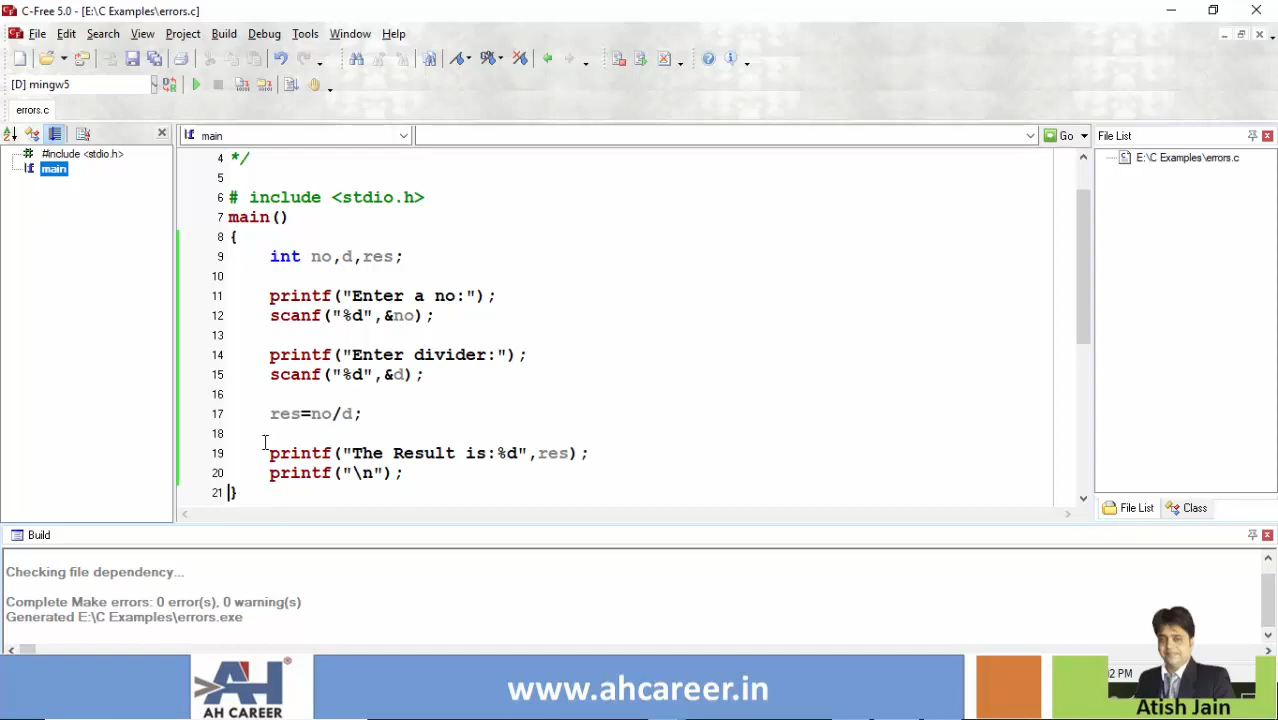 C-Free 5.0 - [E:\C Examples\errors.c]
File Edit Search View Project Build Debug Tools Window Help
[D] mingw5
errors.c
main
Go
File List
#include <stdio.h>
main
E:\C Examples\errors.c
4 */
5
6 # include <stdio.h>
7 main()
8 {
9 int no,d,res;
10
11 printf("Enter a no:");
12 scanf("%d",&no);
13
14 printf("Enter divider:");
15 scanf("%d",&d);
16
17 res=no/d;
18
19 printf("The Result is:%d",res);
20 printf("\n");
21 }
File List Class
Build
Checking file dependency...
Complete Make errors: 0 error(s), 0 warning(s)
Generated E:\C Examples\errors.exe
2 PM
AH
AH CAREER
www.ahcareer.in
Atish Jain